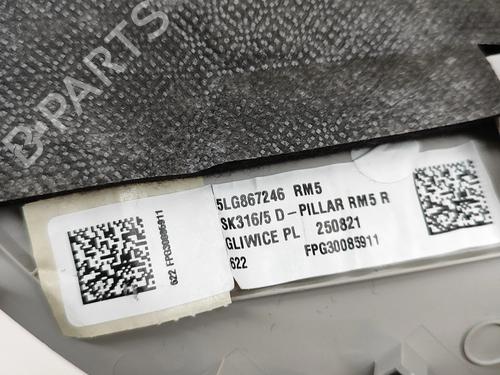 B-PARTS
5LG867246 RM5
SK316/5 D-PILLAR RM5 R
GLIWICE PL 250821
622 FPG30085911
622 FPG30085911